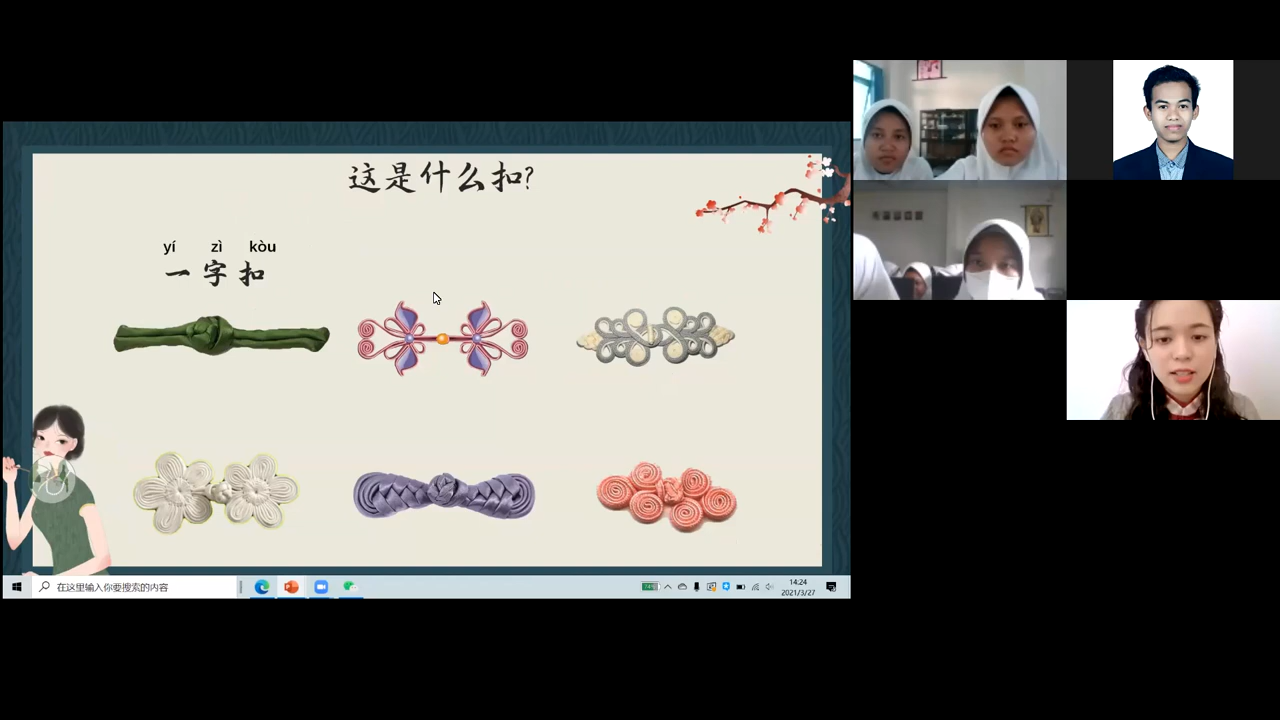 这是什么扣?
yí zì kòu
一字扣
在这里输入你要搜索的内容
14:24
2021/3/27